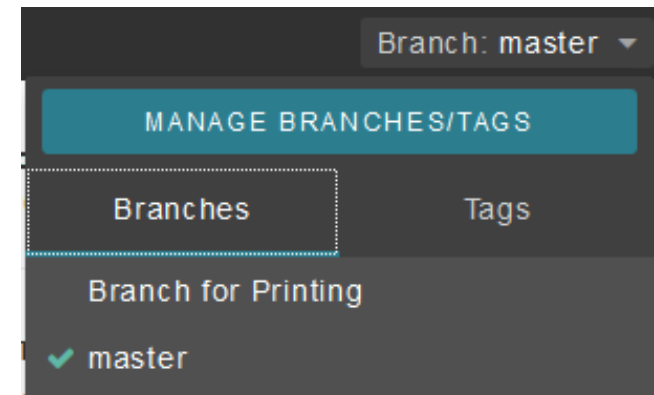 Branch: master
MANAGE BRANCHES/TAGS
Branches Tags
Branch for Printing
master